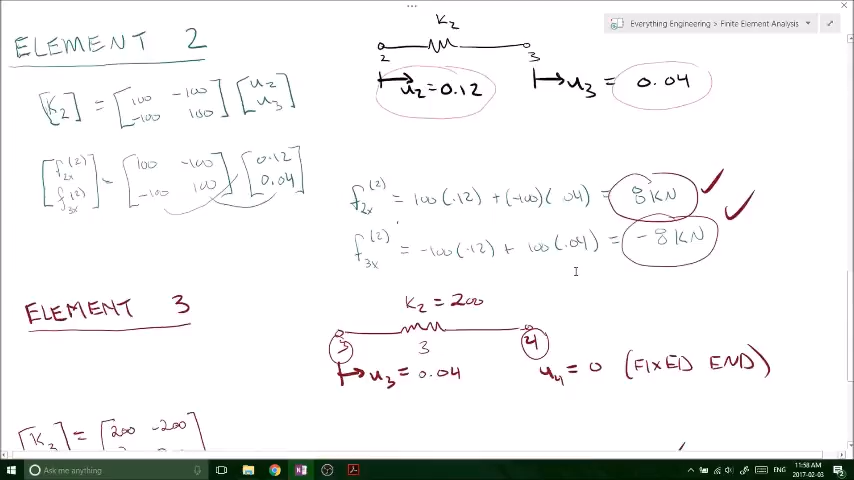 Everything Engineering > Finite Element Analysis
ELEMENT 2
K2
2
3
u2 = 0.12
u3 = 0.04
[K2] = [100 -100 -100 100] [u2 u3]
[f2x(2) f3x(2)] = [100 -100 -100 100] [0.12 0.04]
f2x(2) = 100(.12) + (-100)(.04) = 8 KN
f3x(2) = -100(.12) + 100(.04) = -8 KN
ELEMENT 3
K2 = 200
3
3
4
u3 = 0.04
u4 = 0 (FIXED END)
[K3] = [200 -200
Ask me anything
ENG
11:58 AM
2017-02-03